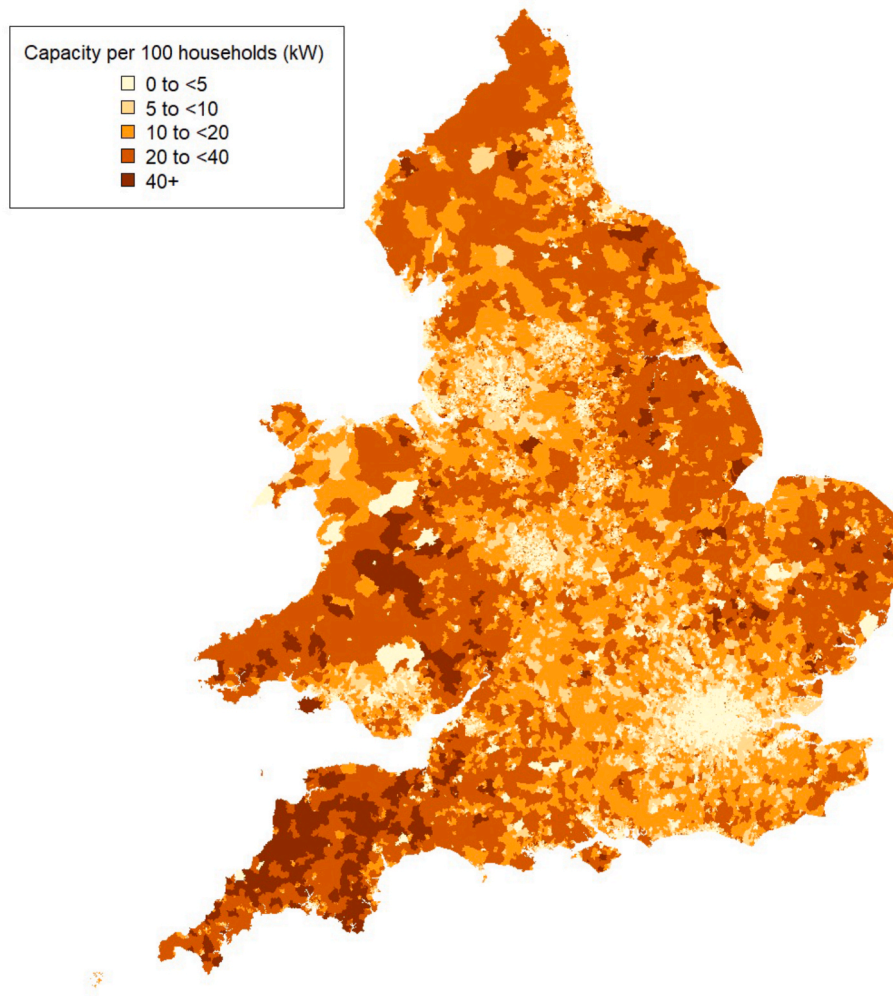 Capacity per 100 households (kW)
0 to <5
5 to <10
10 to <20
20 to <40
40+